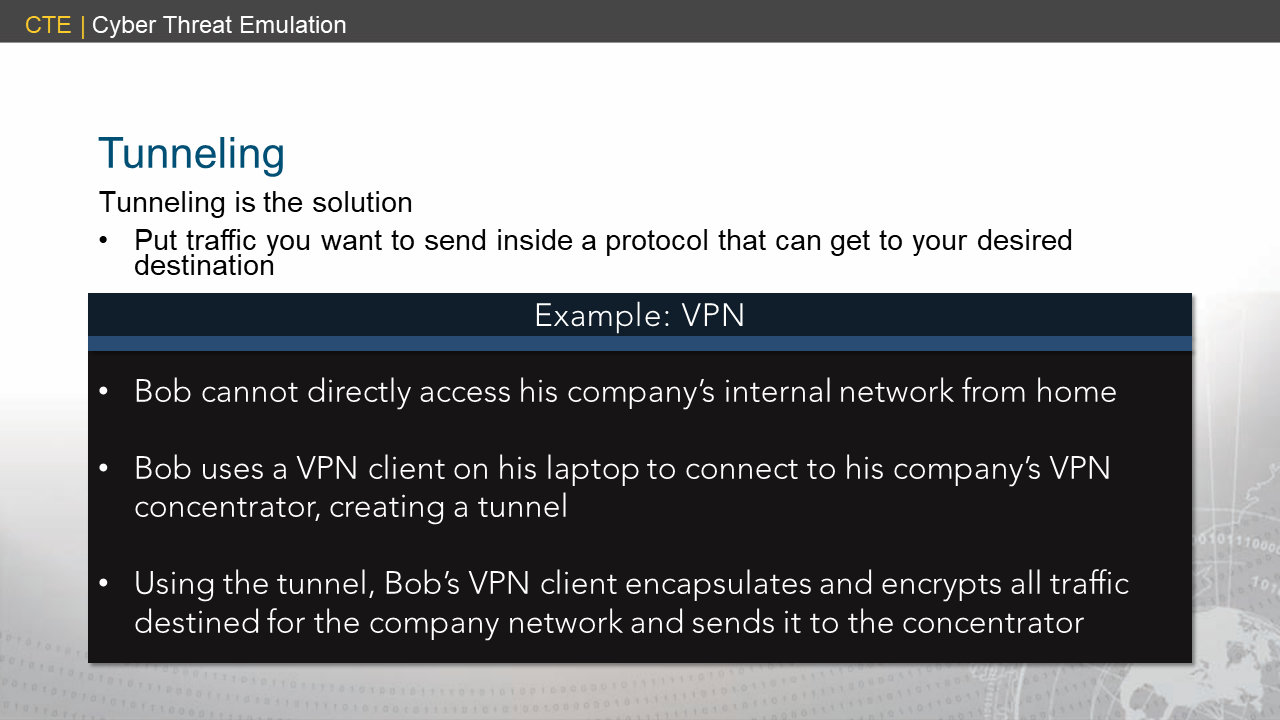 CTE | Cyber Threat Emulation
Tunneling
Tunneling is the solution
• Put traffic you want to send inside a protocol that can get to your desired
destination
Example: VPN
• Bob cannot directly access his company’s internal network from home
• Bob uses a VPN client on his laptop to connect to his company’s VPN
concentrator, creating a tunnel
• Using the tunnel, Bob’s VPN client encapsulates and encrypts all traffic
destined for the company network and sends it to the concentrator